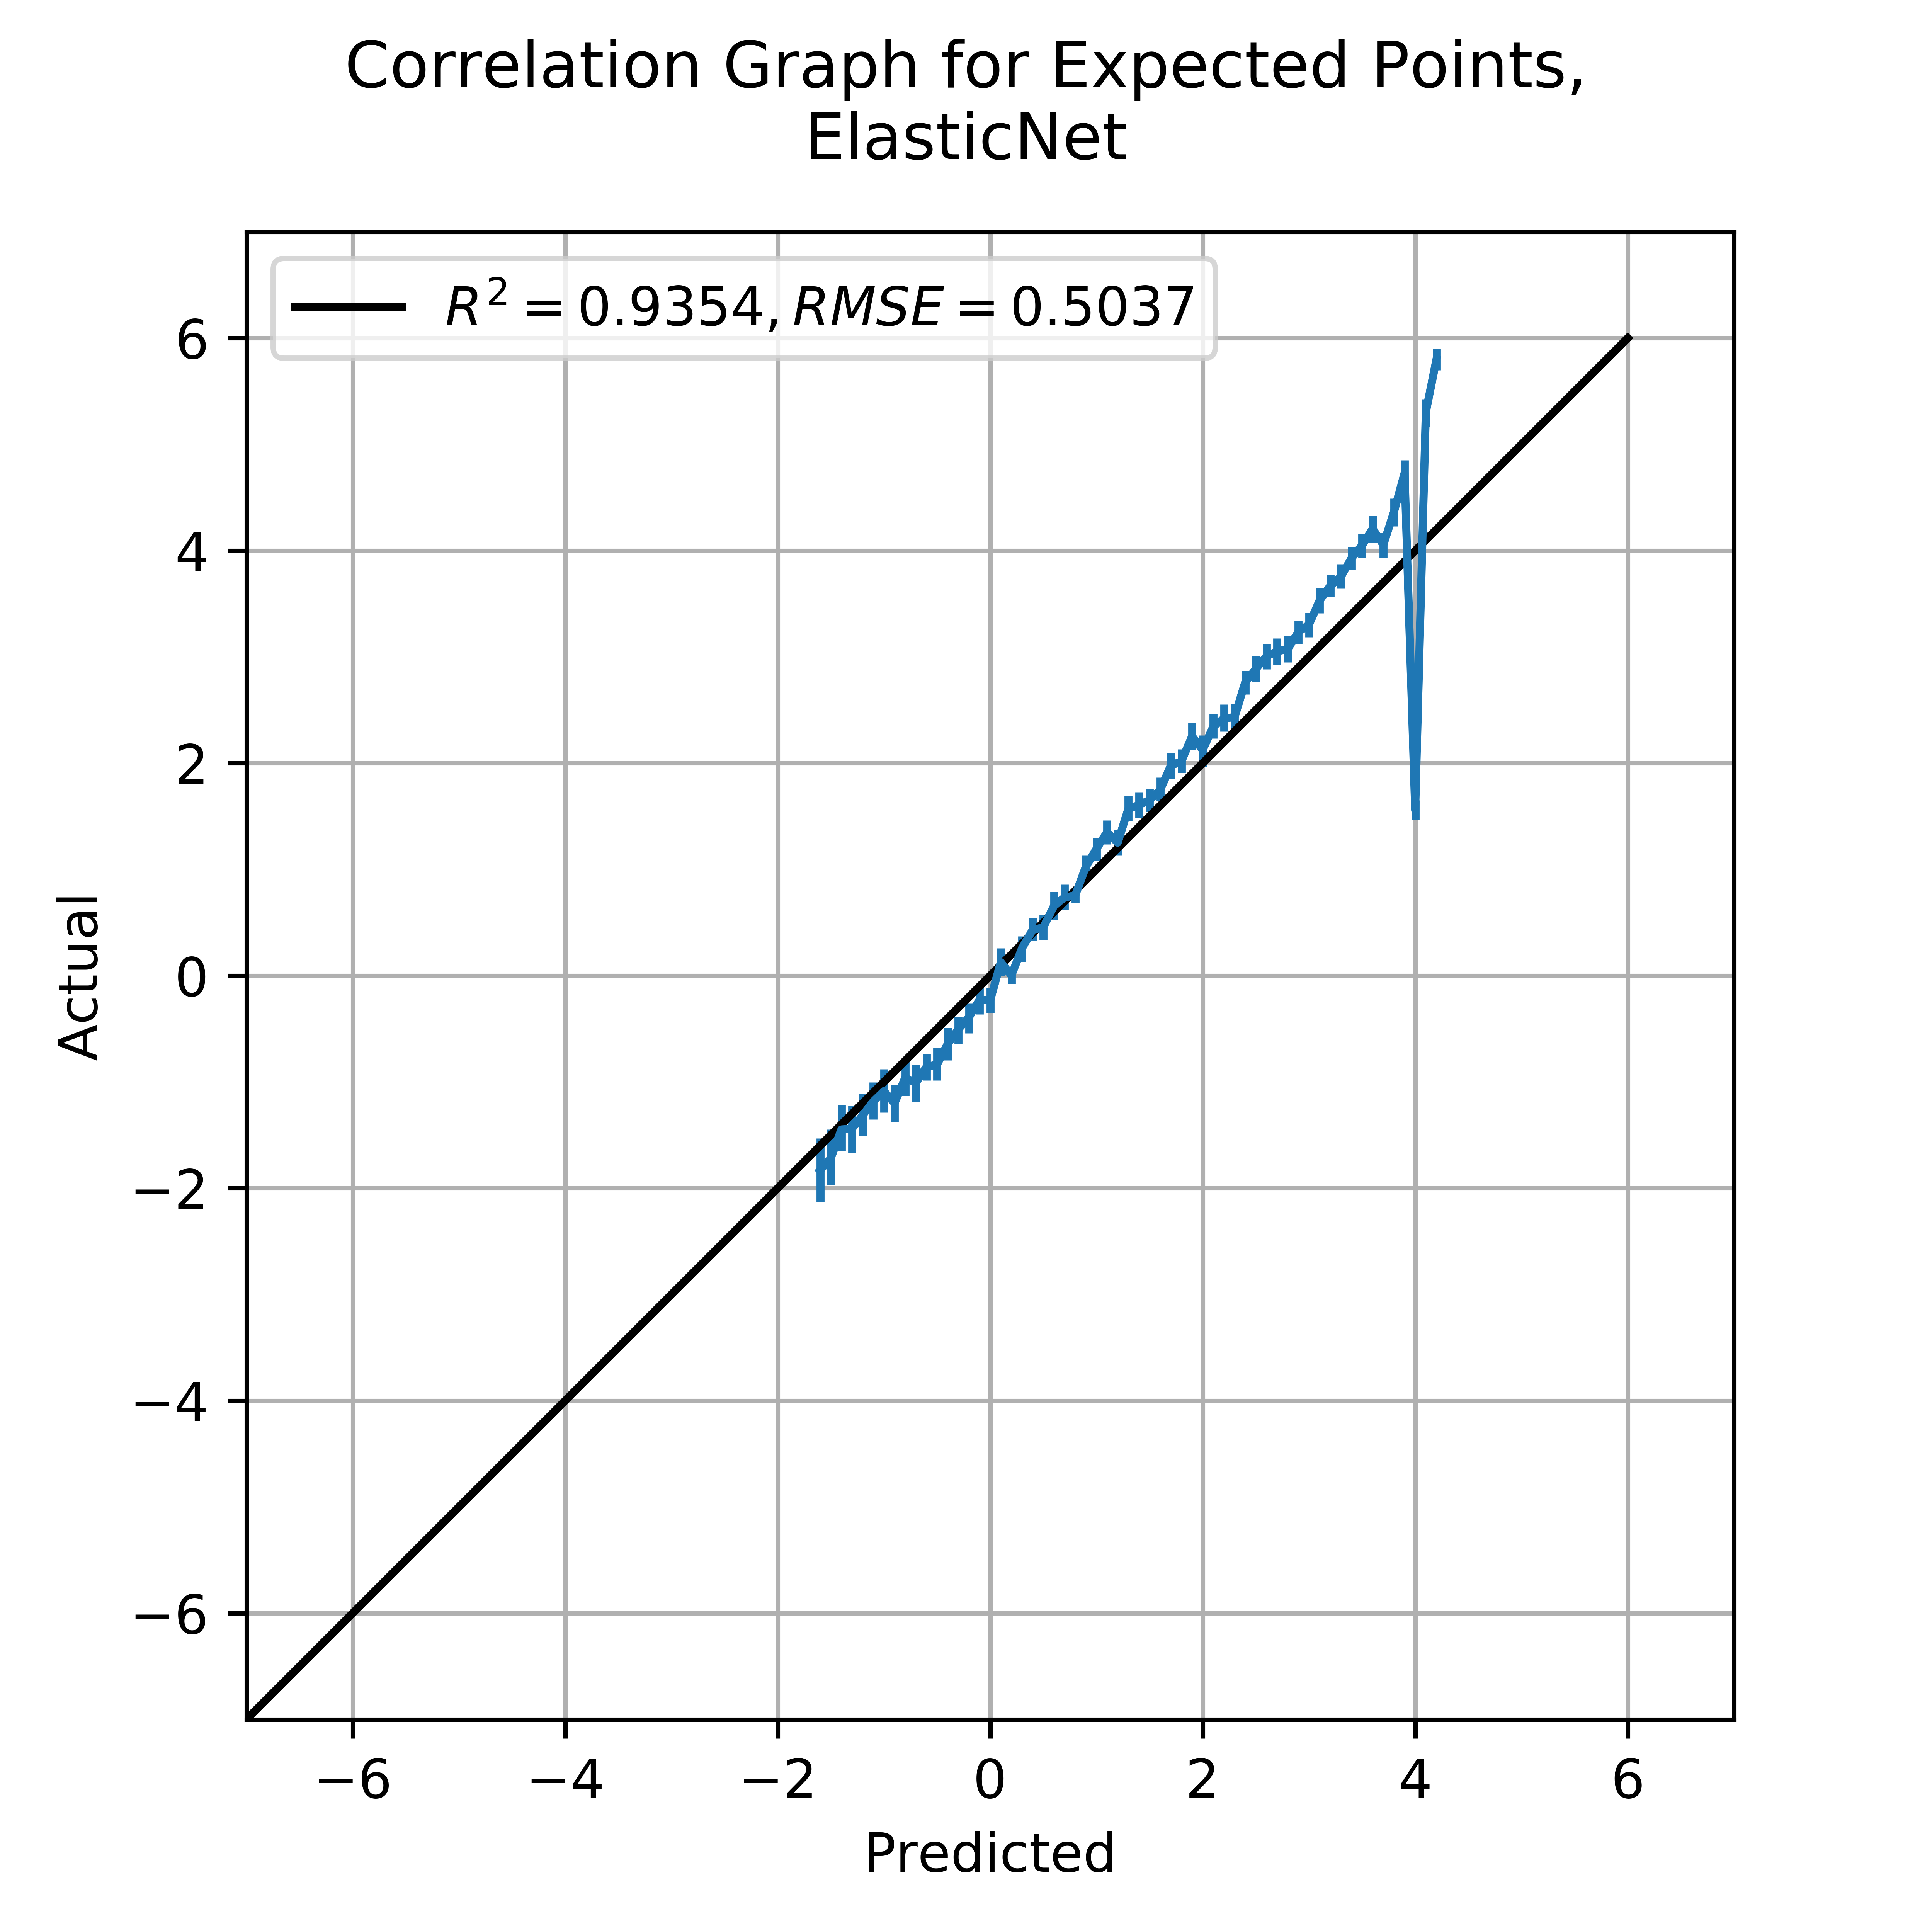 Correlation Graph for Expected Points,
ElasticNet
R² = 0.9354, RMSE = 0.5037
6
4
2
0
−2
−4
−6
Actual
−6 −4 −2 0 2 4 6
Predicted